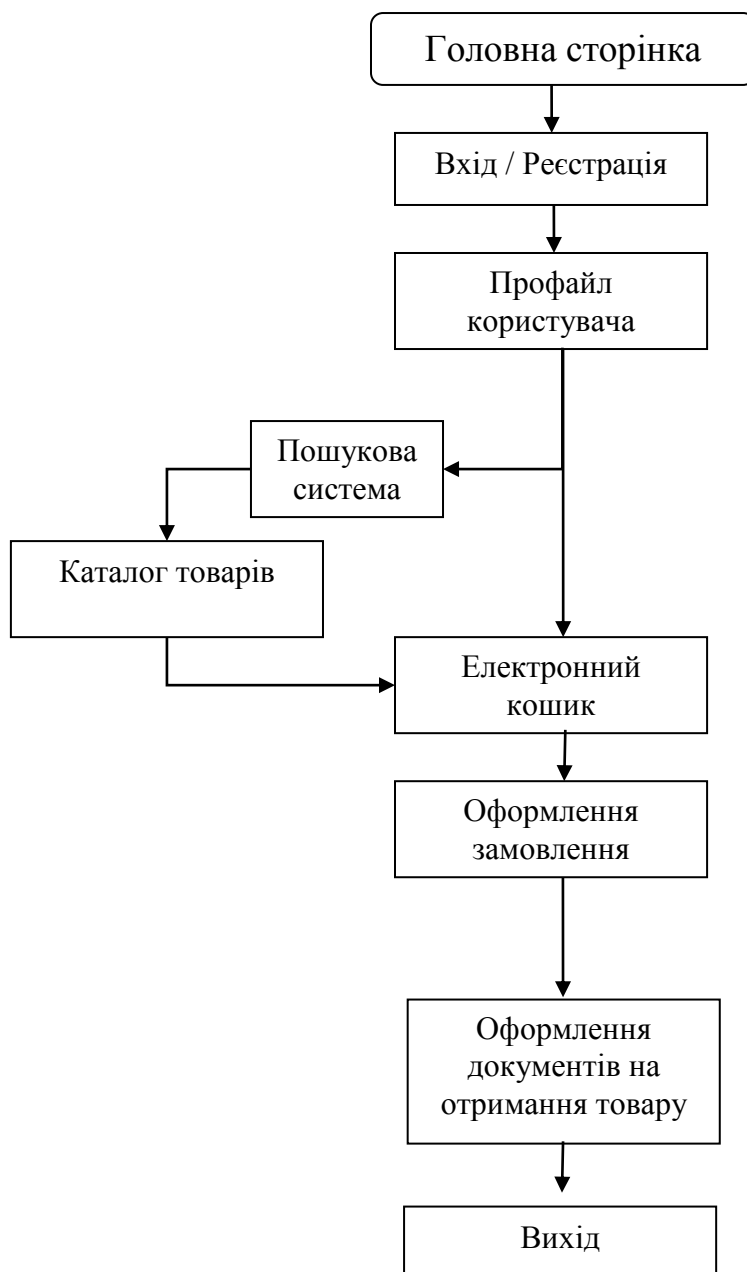 Головна сторінка
Вхід / Реєстрація
Профайл
користувача
Пошукова
система
Каталог товарів
Електронний
кошик
Оформлення
замовлення
Оформлення
документів на
отримання товару
Вихід